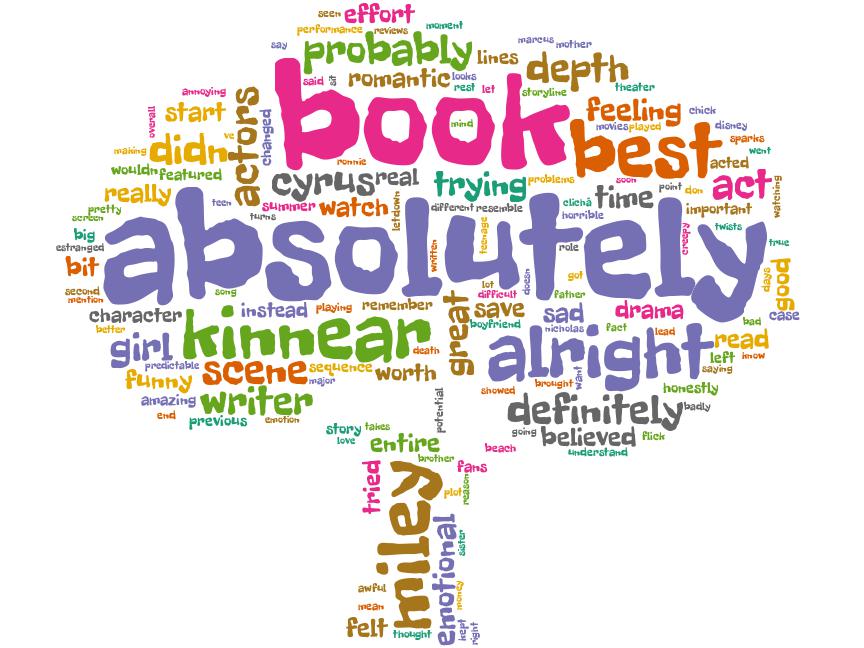 seen effort
performance reviews moment
say probably lines marcus mother
said sit romantic looks depth
rest let storyline theater
annoying start actors changed book feeling chick
overall making didn ve mind movies played disney
best sparks went
wouldn featured ronnie acted
really cyrus real trying problems soon point don act watching
pretty teen summer watch letdown different resemble clichá time important
screen turns horrible
big estranged absolutely written teenage doesn role creepy twists true
bit lot got days good
second mention song difficult father
character instead playing remember great save sad drama bad case
better kinnear boyfriend nicholas fact lead read
girl death alright left know
predictable scene sequence worth saying
funny major showed brought want honestly
amazing writer potential definitely badly
end previous emotion going believed flick
story takes understand
love entire beach
brother
tried miley fans
plot reason
emotional sister
awful
mean money
felt thought kept right